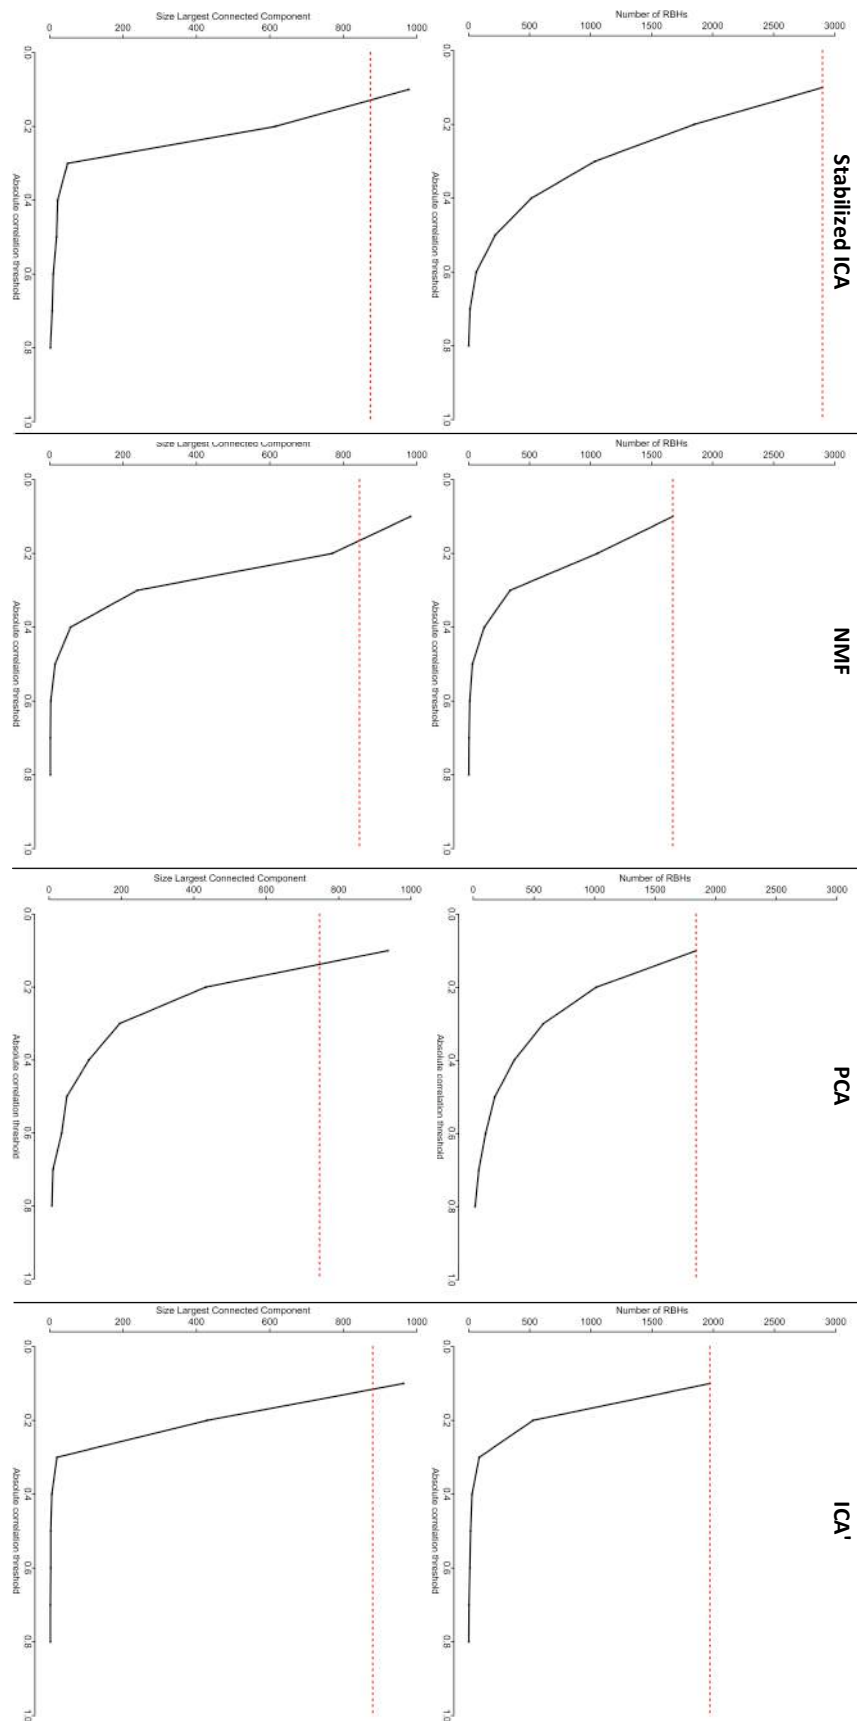 Stabilized ICA
Number of RBHs
0 500 1000 1500 2000 2500 3000
0.0 0.2 0.4 0.6 0.8 1.0
Absolute correlation threshold
Size Largest Connected Component
0 200 400 600 800 1000
0.0 0.2 0.4 0.6 0.8 1.0
Absolute correlation threshold
NMF
Number of RBHs
0 500 1000 1500 2000 2500 3000
0.0 0.2 0.4 0.6 0.8 1.0
Absolute correlation threshold
Size Largest Connected Component
0 200 400 600 800 1000
0.0 0.2 0.4 0.6 0.8 1.0
Absolute correlation threshold
PCA
Number of RBHs
0 500 1000 1500 2000 2500 3000
0.0 0.2 0.4 0.6 0.8 1.0
Absolute correlation threshold
Size Largest Connected Component
0 200 400 600 800 1000
0.0 0.2 0.4 0.6 0.8 1.0
Absolute correlation threshold
ICA'
Number of RBHs
0 500 1000 1500 2000 2500 3000
0.0 0.2 0.4 0.6 0.8 1.0
Absolute correlation threshold
Size Largest Connected Component
0 200 400 600 800 1000
0.0 0.2 0.4 0.6 0.8 1.0
Absolute correlation threshold